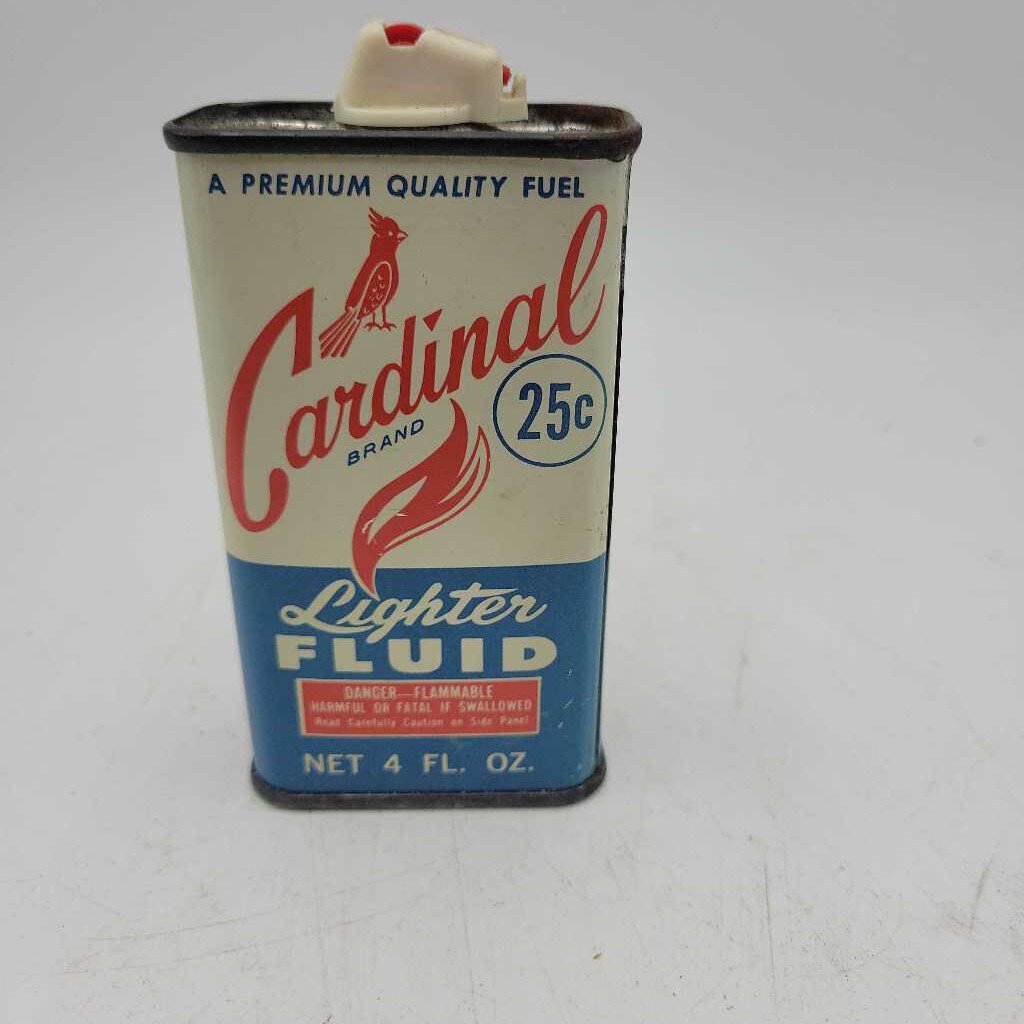 A PREMIUM QUALITY FUEL
Cardinal
BRAND
25c
Lighter
FLUID
DANGER—FLAMMABLE
HARMFUL OR FATAL IF SWALLOWED
Read Carefully Caution on Side Panel
NET 4 FL. OZ.